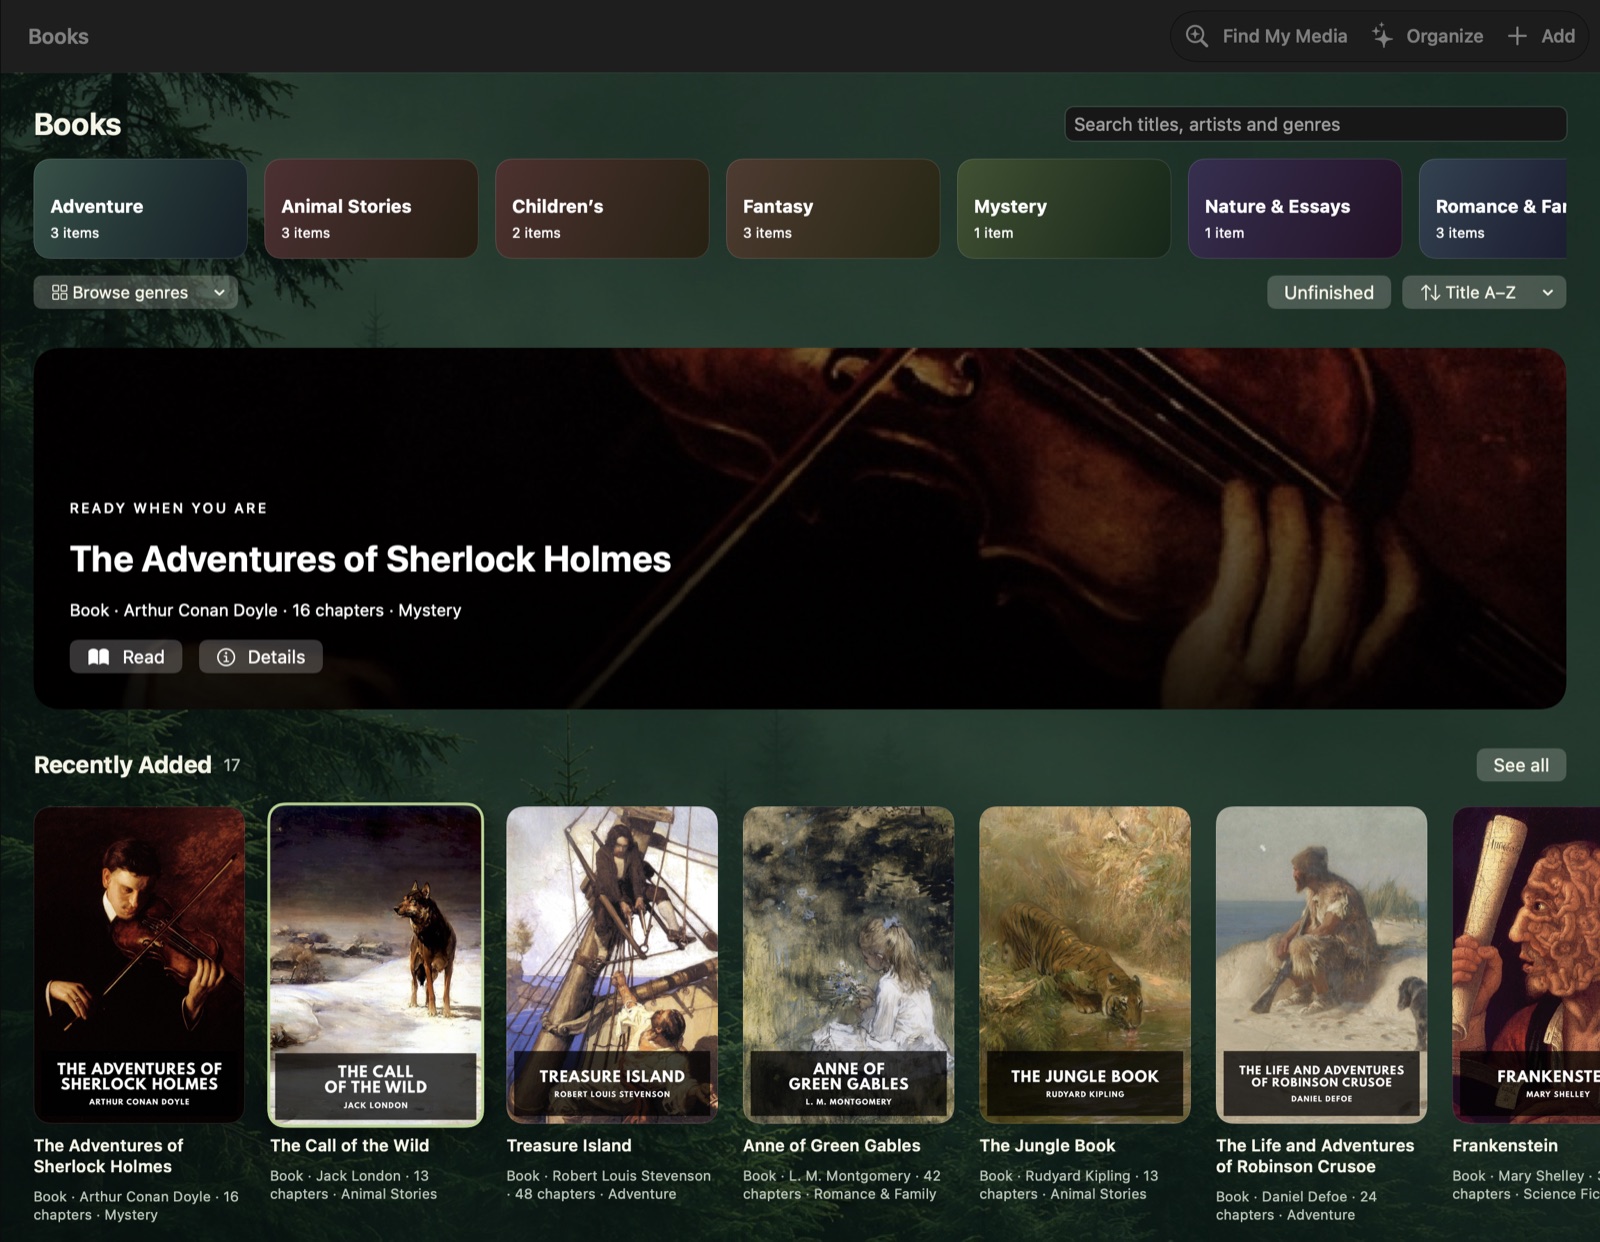 Books
Find My Media
Organize
Add
Books
Search titles, artists and genres
Adventure
3 items
Animal Stories
3 items
Children’s
2 items
Fantasy
3 items
Mystery
1 item
Nature & Essays
1 item
Romance & Far
3 items
Browse genres
Unfinished
Title A–Z
READY WHEN YOU ARE
The Adventures of Sherlock Holmes
Book · Arthur Conan Doyle · 16 chapters · Mystery
Read
Details
Recently Added 17
See all
THE ADVENTURES OF
SHERLOCK HOLMES
ARTHUR CONAN DOYLE
The Adventures of
Sherlock Holmes
Book · Arthur Conan Doyle · 16
chapters · Mystery
THE CALL
OF THE WILD
JACK LONDON
The Call of the Wild
Book · Jack London · 13
chapters · Animal Stories
TREASURE ISLAND
ROBERT LOUIS STEVENSON
Treasure Island
Book · Robert Louis Stevenson
· 48 chapters · Adventure
ANNE OF
GREEN GABLES
L. M. MONTGOMERY
Anne of Green Gables
Book · L. M. Montgomery · 42
chapters · Romance & Family
THE JUNGLE BOOK
RUDYARD KIPLING
The Jungle Book
Book · Rudyard Kipling · 13
chapters · Animal Stories
THE LIFE AND ADVENTURES
OF ROBINSON CRUSOE
DANIEL DEFOE
The Life and Adventures
of Robinson Crusoe
Book · Daniel Defoe · 24
chapters · Adventure
FRANKENSTE
MARY SHELLEY
Frankenstein
Book · Mary Shelley ·
chapters · Science Fic